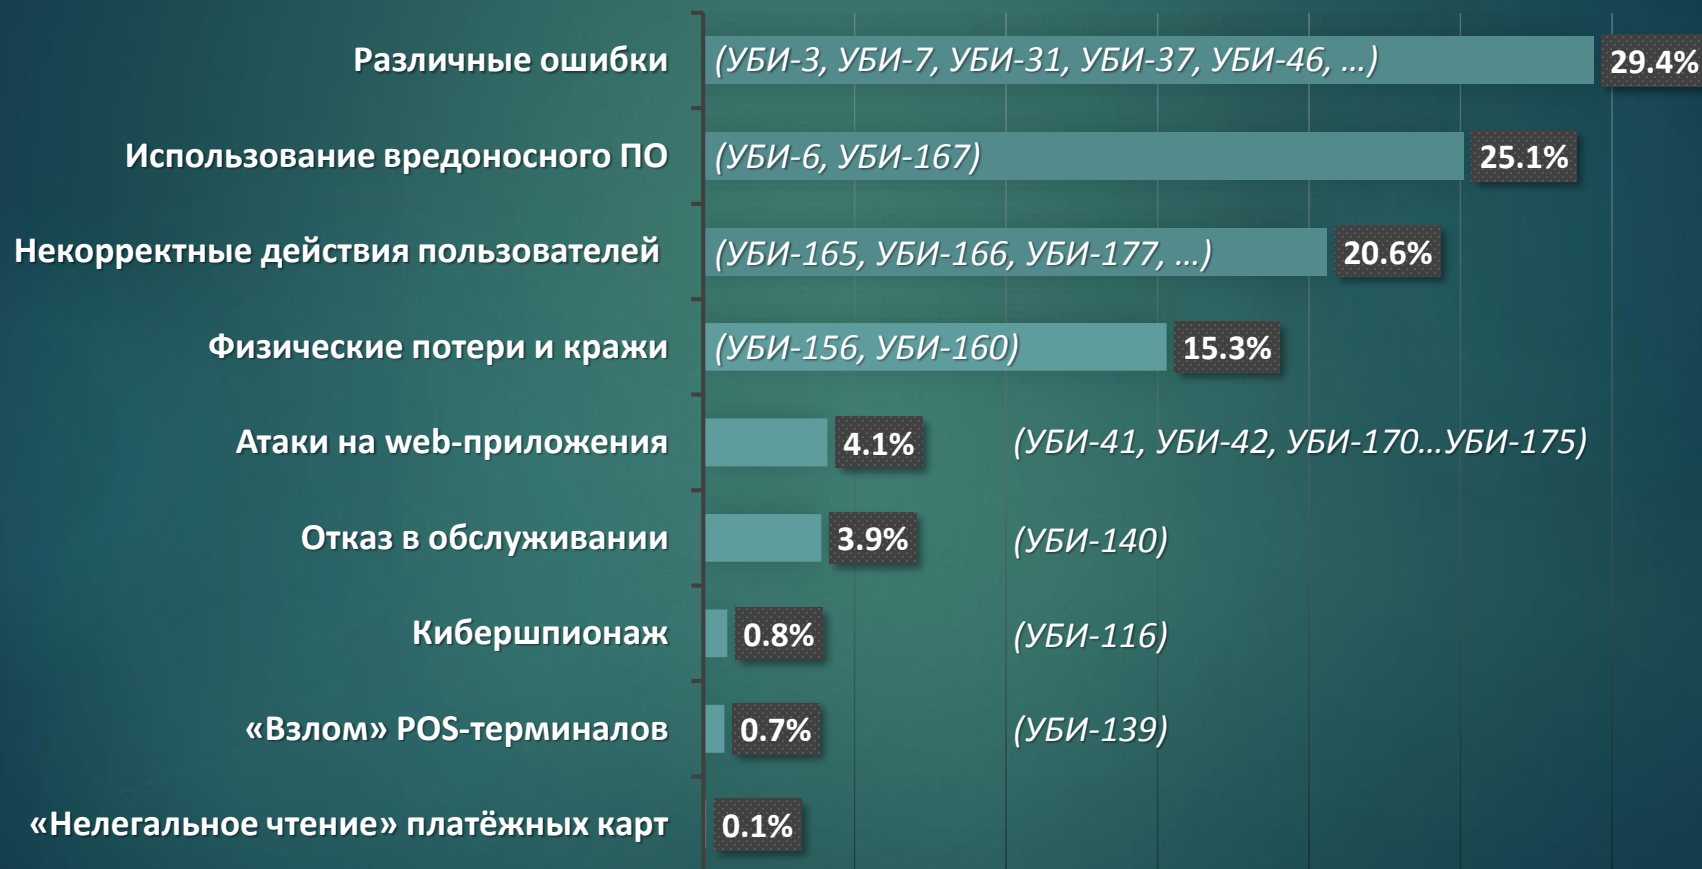 Различные ошибки (УБИ-3, УБИ-7, УБИ-31, УБИ-37, УБИ-46, ...) 29.4%
Использование вредоносного ПО (УБИ-6, УБИ-167) 25.1%
Некорректные действия пользователей (УБИ-165, УБИ-166, УБИ-177, ...) 20.6%
Физические потери и кражи (УБИ-156, УБИ-160) 15.3%
Атаки на web-приложения 4.1% (УБИ-41, УБИ-42, УБИ-170...УБИ-175)
Отказ в обслуживании 3.9% (УБИ-140)
Кибершпионаж 0.8% (УБИ-116)
«Взлом» POS-терминалов 0.7% (УБИ-139)
«Нелегальное чтение» платёжных карт 0.1%